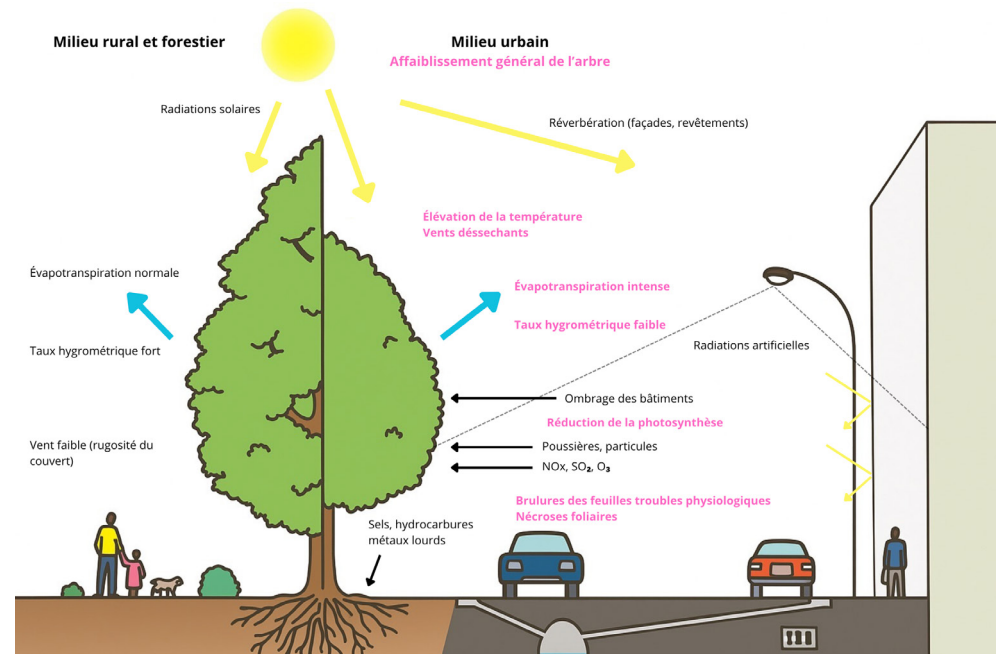 Milieu rural et forestier
Milieu urbain
Affaiblissement général de l'arbre
Radiations solaires
Réverbération (façades, revêtements)
Élévation de la température
Vents déssechants
Évapotranspiration normale
Évapotranspiration intense
Taux hygrométrique faible
Taux hygrométrique fort
Radiations artificielles
Ombrage des bâtiments
Réduction de la photosynthèse
Vent faible (rugosité du
couvert)
Poussières, particules
NOx, SO₂, O₃
Brulures des feuilles troubles physiologiques
Nécroses foliaires
Sels, hydrocarbures
métaux lourds